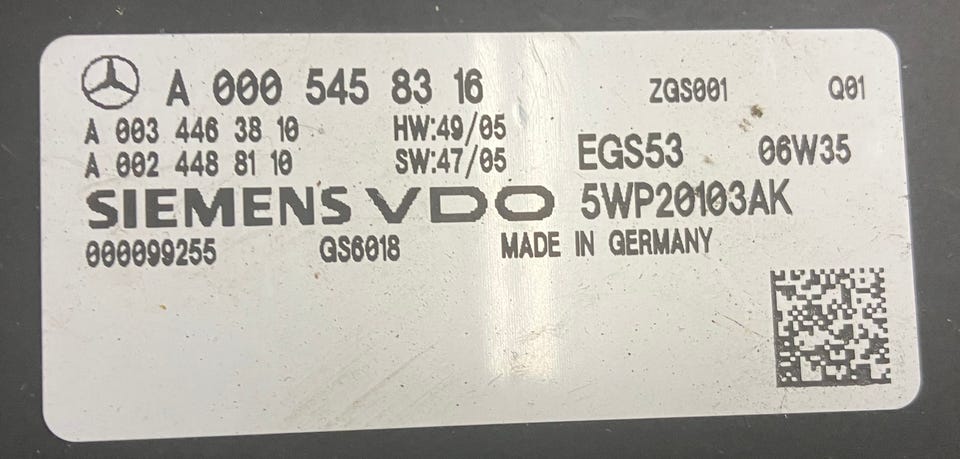 A 000 545 83 16 ZGS001 Q01
A 003 446 38 10 HW:49/05
A 002 448 81 10 SW:47/05 EGS53 06W35
SIEMENS VDO 5WP20103AK
000099255 GS6018 MADE IN GERMANY